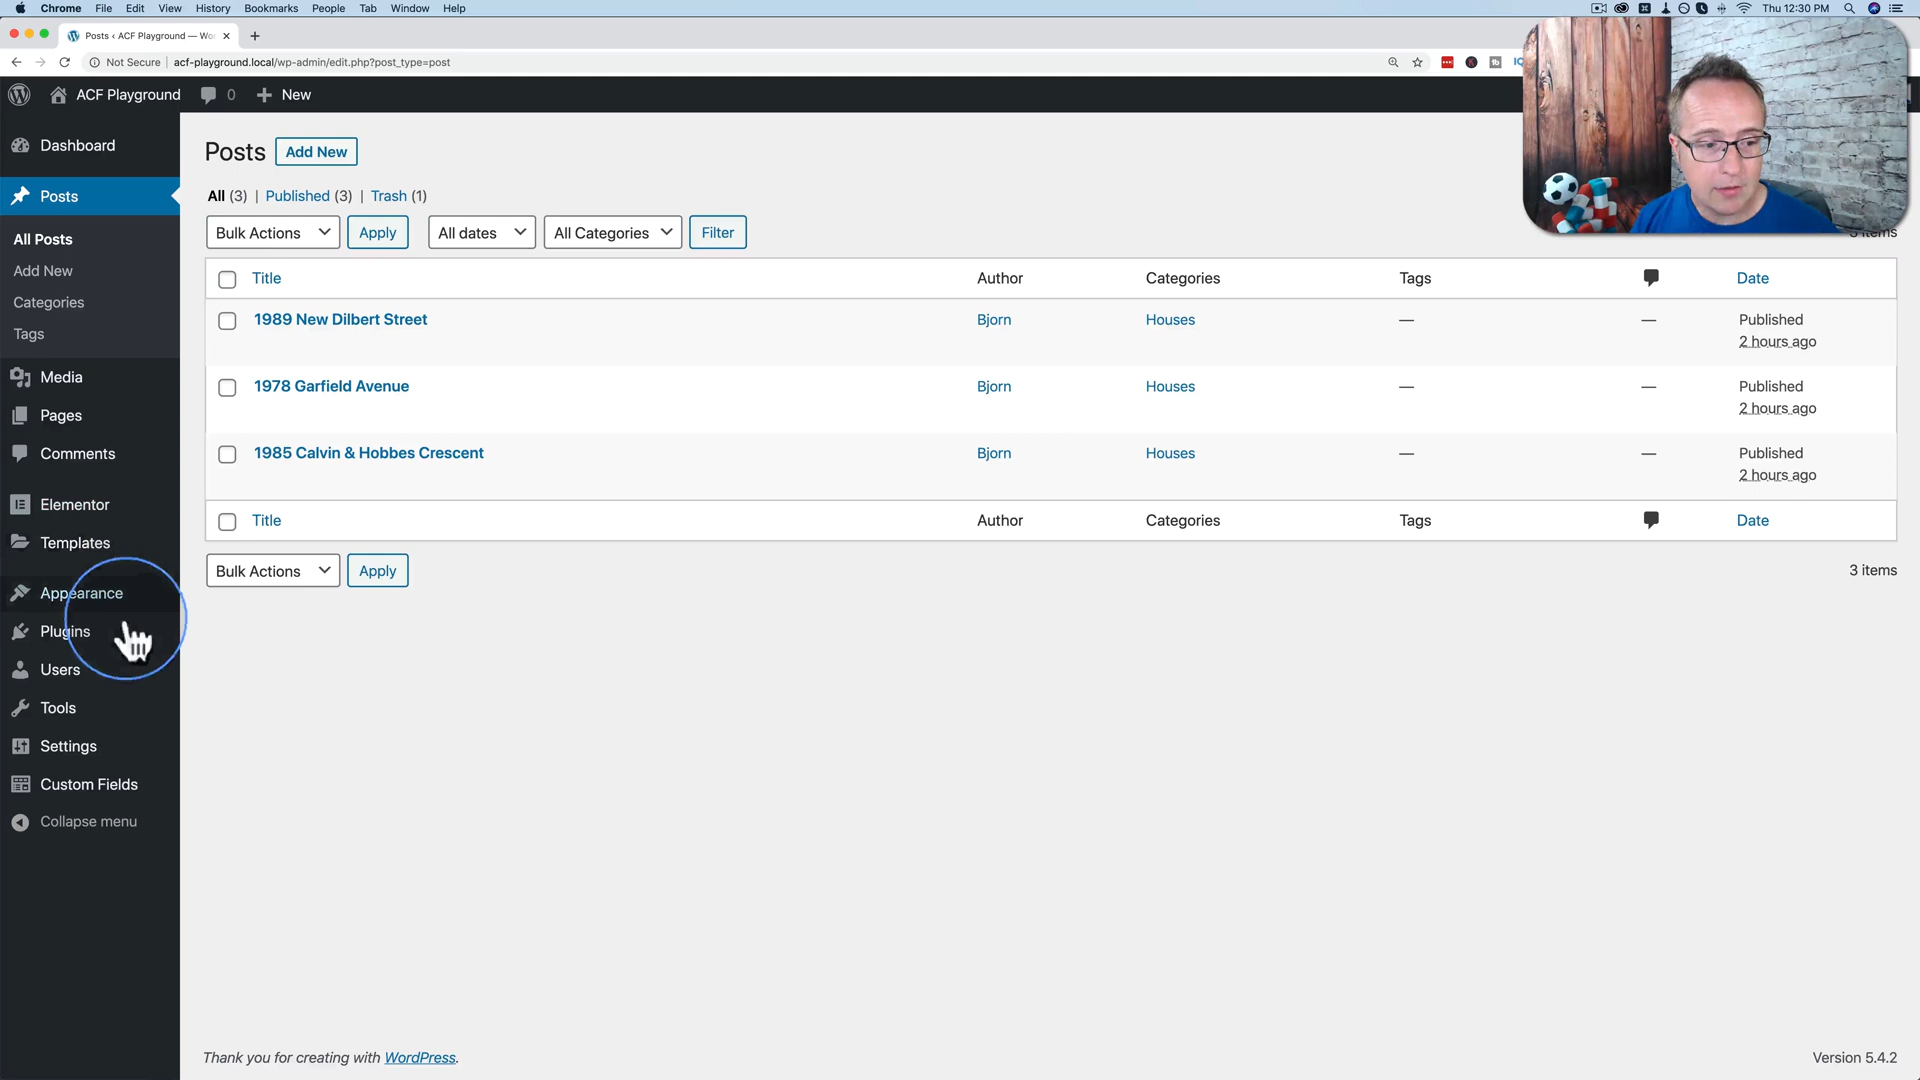 Chrome File Edit View History Bookmarks People Tab Window Help Thu 12:30 PM
Posts ‹ ACF Playground — Wo
Not Secure | acf-playground.local/wp-admin/edit.php?post_type=post
ACF Playground 0 New
Dashboard
Posts
All Posts
Add New
Categories
Tags
Media
Pages
Comments
Elementor
Templates
Appearance
Plugins
Users
Tools
Settings
Custom Fields
Collapse menu
Posts Add New
All (3) | Published (3) | Trash (1)
Bulk Actions Apply All dates All Categories Filter
3 items
Title Author Categories Tags Date
1989 New Dilbert Street Bjorn Houses — — Published
2 hours ago
1978 Garfield Avenue Bjorn Houses — — Published
2 hours ago
1985 Calvin & Hobbes Crescent Bjorn Houses — — Published
2 hours ago
Title Author Categories Tags Date
Bulk Actions Apply 3 items
Thank you for creating with WordPress. Version 5.4.2